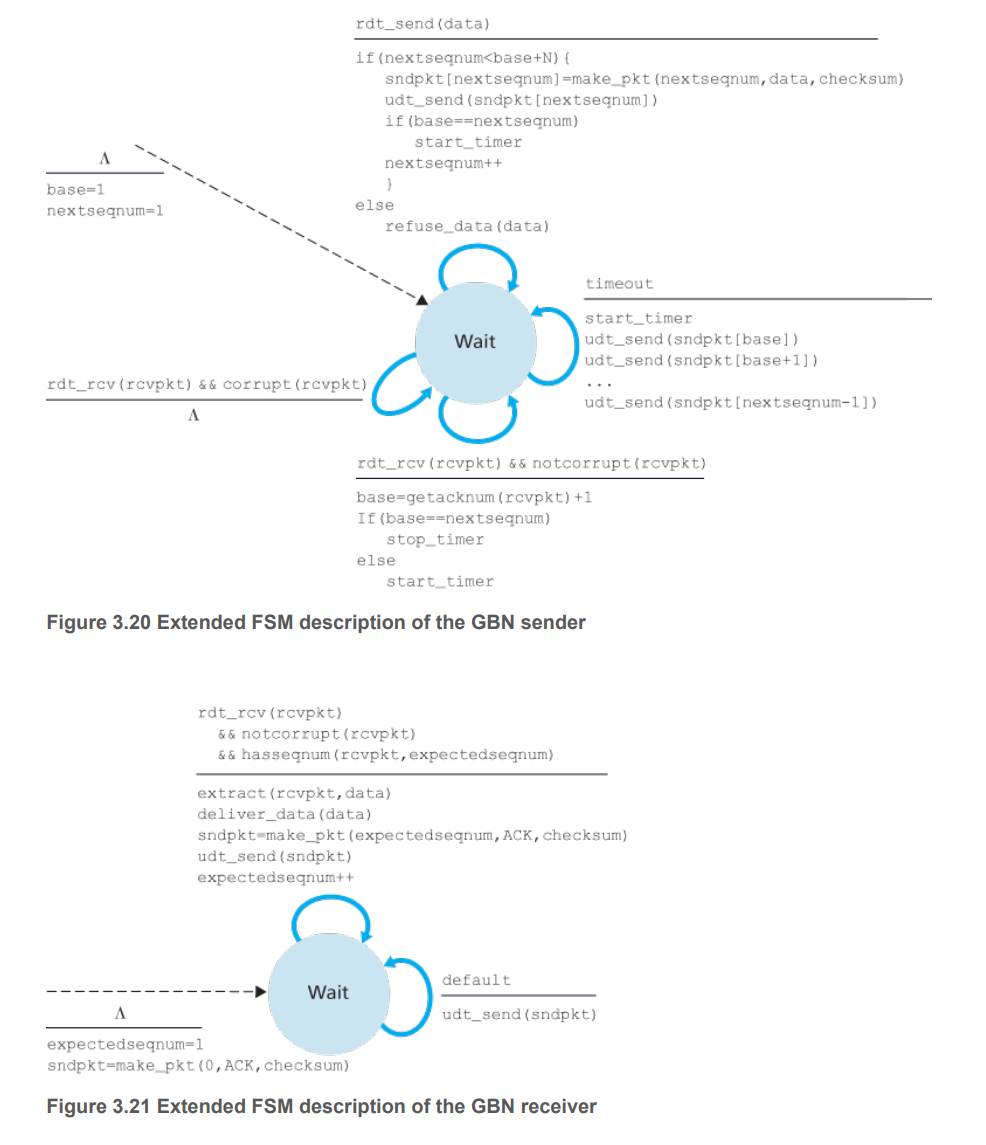 rdt_send(data)
if(nextseqnum<base+N){
sndpkt[nextseqnum]=make_pkt(nextseqnum,data,checksum)
udt_send(sndpkt[nextseqnum])
if(base==nextseqnum)
start_timer
nextseqnum++
}
else
refuse_data(data)
Λ
base=1
nextseqnum=1
Wait
timeout
start_timer
udt_send(sndpkt[base])
udt_send(sndpkt[base+1])
...
udt_send(sndpkt[nextseqnum-1])
rdt_rcv(rcvpkt) && corrupt(rcvpkt)
Λ
rdt_rcv(rcvpkt) && notcorrupt(rcvpkt)
base=getacknum(rcvpkt)+1
If(base==nextseqnum)
stop_timer
else
start_timer
Figure 3.20 Extended FSM description of the GBN sender
rdt_rcv(rcvpkt)
&& notcorrupt(rcvpkt)
&& hasseqnum(rcvpkt,expectedseqnum)
extract(rcvpkt,data)
deliver_data(data)
sndpkt=make_pkt(expectedseqnum,ACK,checksum)
udt_send(sndpkt)
expectedseqnum++
Wait
default
udt_send(sndpkt)
Λ
expectedseqnum=1
sndpkt=make_pkt(0,ACK,checksum)
Figure 3.21 Extended FSM description of the GBN receiver